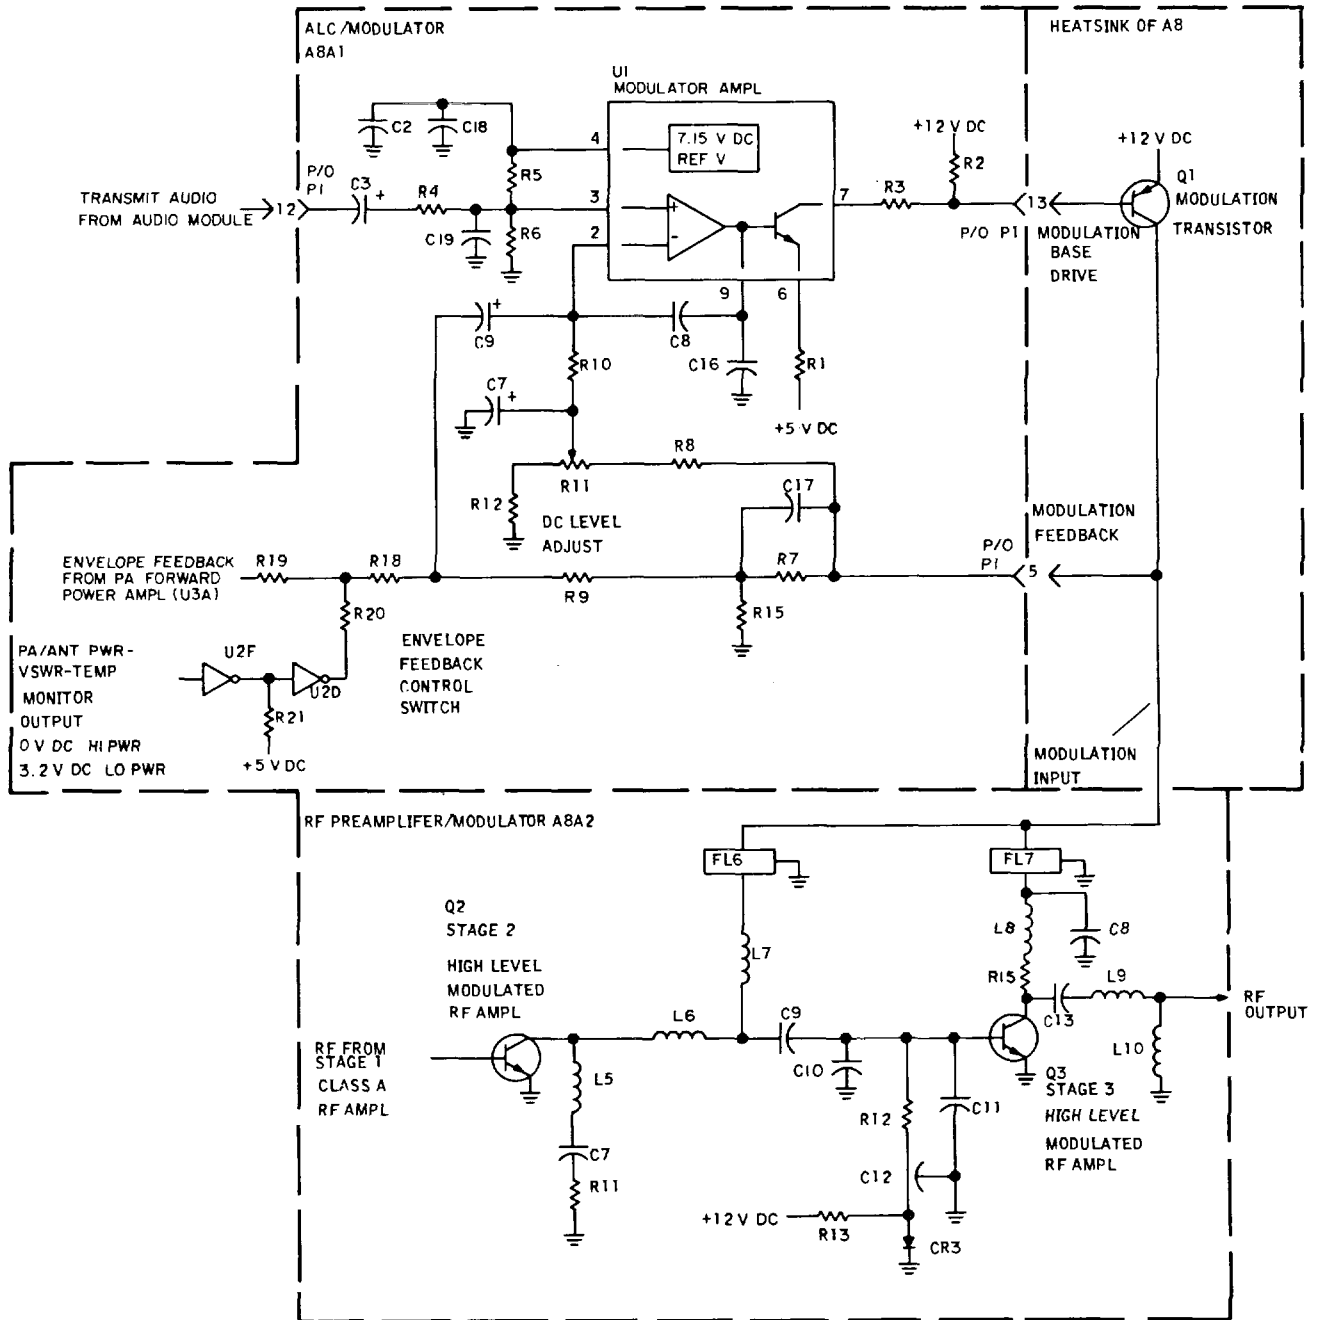 ALC/MODULATOR
A8A1
HEATSINK OF A8
U1
MODULATOR AMPL
C2
C18
4
7.15 V DC
REF V
+12 V DC
R2
+12 V DC
Q1
MODULATION
TRANSISTOR
TRANSMIT AUDIO
FROM AUDIO MODULE
12
P/O
P1
C3
+
R4
R5
3
+
-
7
R3
13
P/O P1
MODULATION
BASE
DRIVE
C19
R6
2
9
6
C9
+
C8
R10
C16
R1
C7
+
+5 V DC
R8
R12
R11
C17
DC LEVEL
ADJUST
MODULATION
FEEDBACK
P/O
P1
5
ENVELOPE FEEDBACK
FROM PA FORWARD
POWER AMPL (U3A)
R19
R18
R9
R7
R20
R15
PA/ANT PWR-
VSWR-TEMP
MONITOR
OUTPUT
0 V DC HI PWR
3.2 V DC LO PWR
U2F
U2D
R21
+5 V DC
ENVELOPE
FEEDBACK
CONTROL
SWITCH
MODULATION
INPUT
RF PREAMPLIFER/MODULATOR A8A2
FL6
FL7
Q2
STAGE 2
HIGH LEVEL
MODULATED
RF AMPL
L7
L8
C8
R15
L9
C13
RF
OUTPUT
L6
C9
L10
RF FROM
STAGE 1
CLASS A
RF AMPL
L5
C10
Q3
STAGE 3
HIGH LEVEL
MODULATED
RF AMPL
R12
C11
C7
C12
R11
+12 V DC
R13
CR3